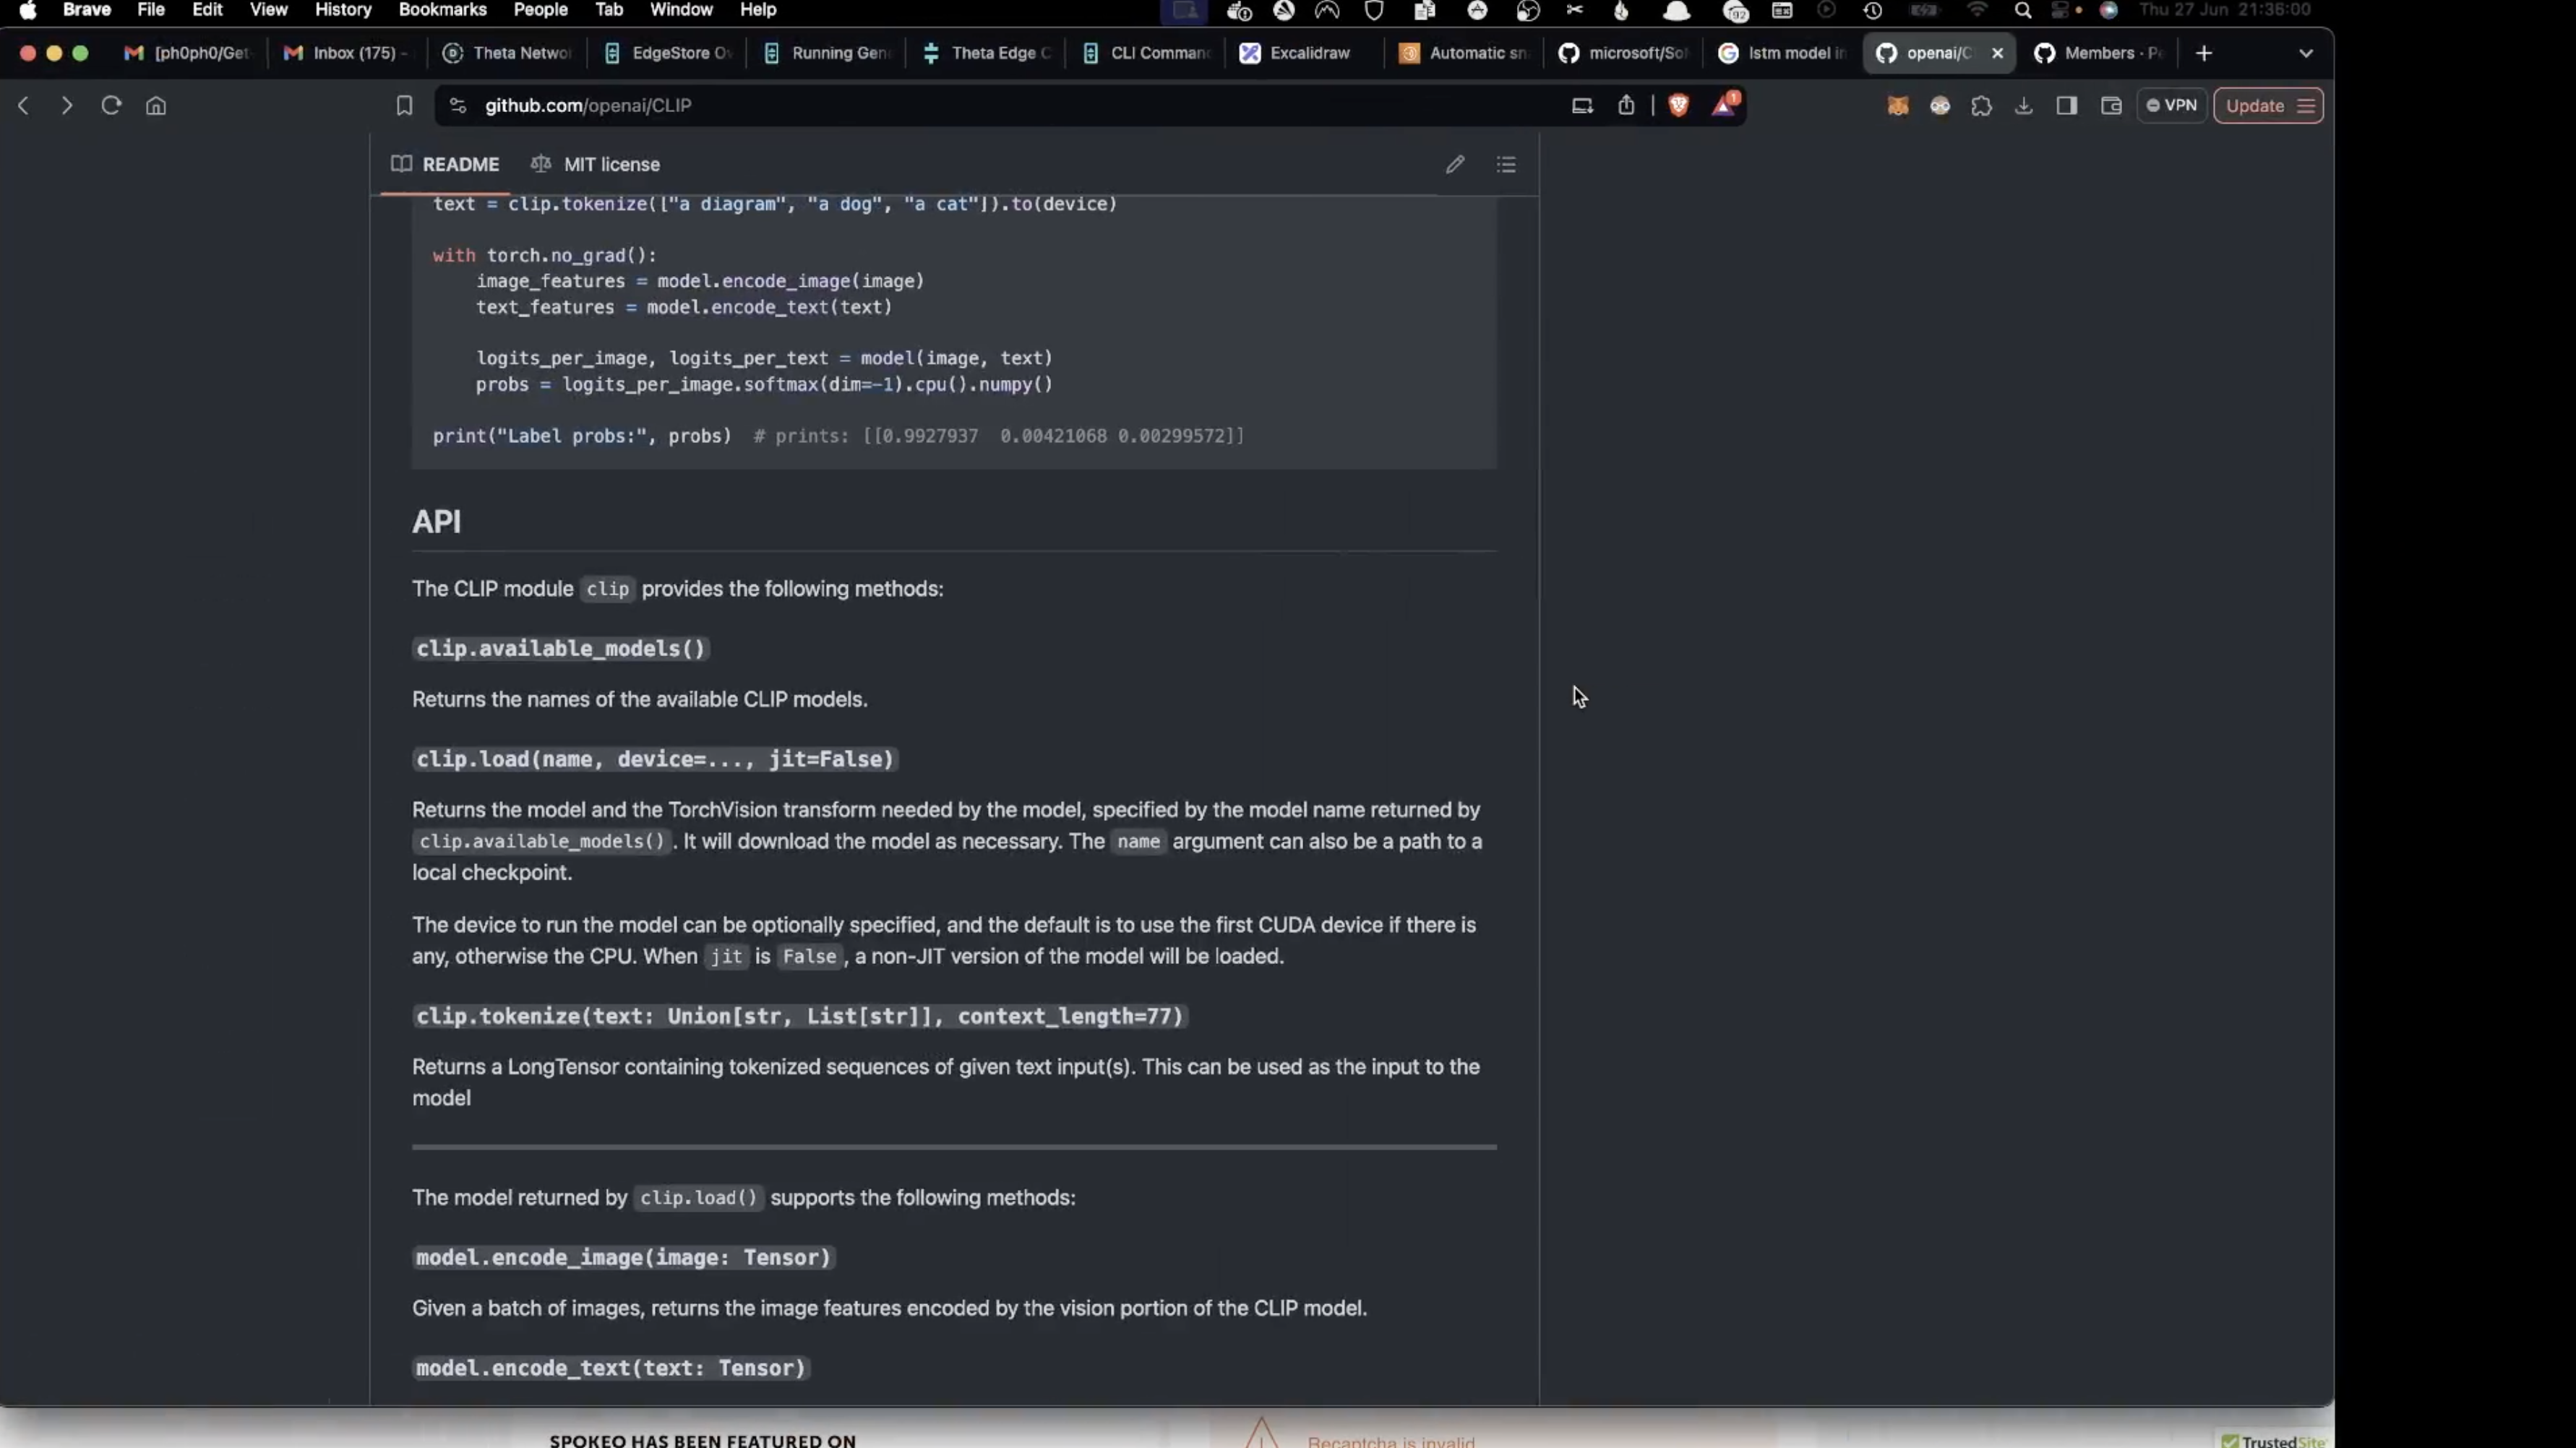 Brave File Edit View History Bookmarks People Tab Window Help 92 Thu 27 Jun 21:36:00
[ph0ph0/Get- Inbox (175) - Theta Networ EdgeStore Ov Running Gene Theta Edge C CLI Comman Excalidraw Automatic sn microsoft/So lstm model in openai/C Members · Pe
github.com/openai/CLIP 1 VPN Update
README MIT license
text = clip.tokenize(["a diagram", "a dog", "a cat"]).to(device)
with torch.no_grad():
image_features = model.encode_image(image)
text_features = model.encode_text(text)
logits_per_image, logits_per_text = model(image, text)
probs = logits_per_image.softmax(dim=-1).cpu().numpy()
print("Label probs:", probs) # prints: [[0.9927937 0.00421068 0.00299572]]
API
The CLIP module clip provides the following methods:
clip.available_models()
Returns the names of the available CLIP models.
clip.load(name, device=..., jit=False)
Returns the model and the TorchVision transform needed by the model, specified by the model name returned by
clip.available_models() . It will download the model as necessary. The name argument can also be a path to a
local checkpoint.
The device to run the model can be optionally specified, and the default is to use the first CUDA device if there is
any, otherwise the CPU. When jit is False , a non-JIT version of the model will be loaded.
clip.tokenize(text: Union[str, List[str]], context_length=77)
Returns a LongTensor containing tokenized sequences of given text input(s). This can be used as the input to the
model
The model returned by clip.load() supports the following methods:
model.encode_image(image: Tensor)
Given a batch of images, returns the image features encoded by the vision portion of the CLIP model.
model.encode_text(text: Tensor)
SPOKEO HAS BEEN FEATURED ON Recaptcha is invalid TrustedSite